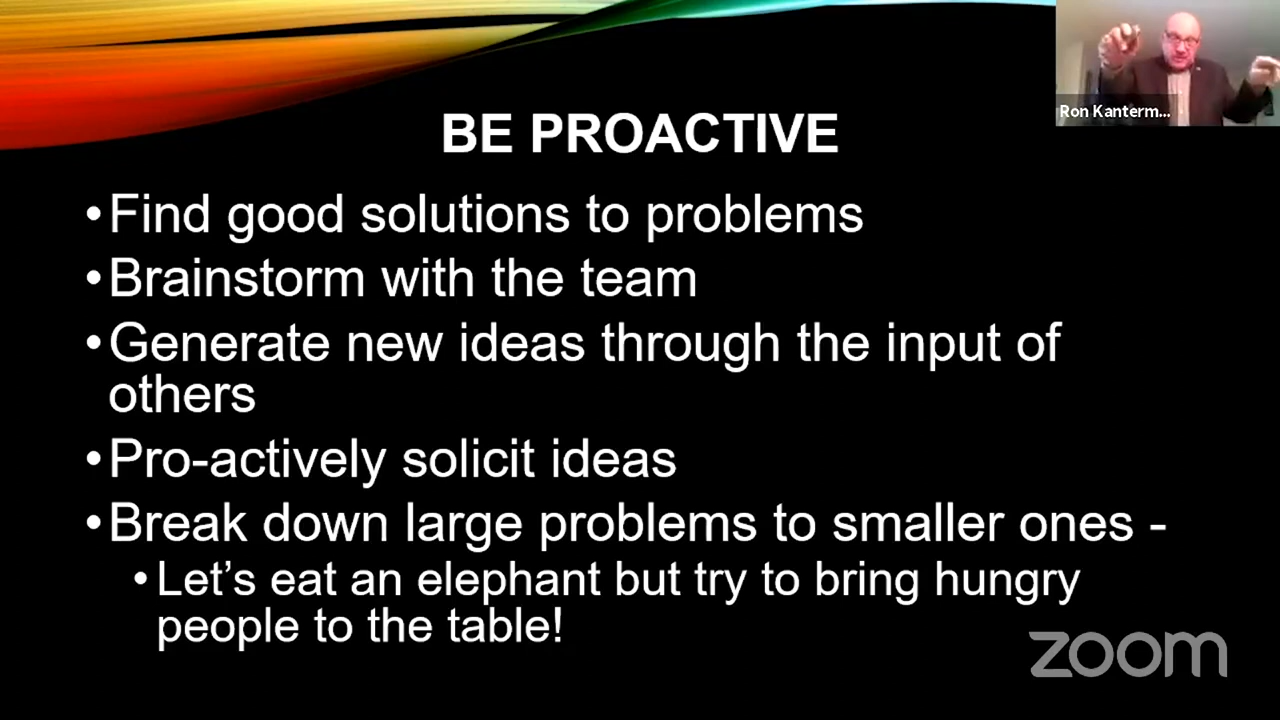 Ron Kanterm...
BE PROACTIVE
•Find good solutions to problems
•Brainstorm with the team
•Generate new ideas through the input of
others
•Pro-actively solicit ideas
•Break down large problems to smaller ones -
•Let’s eat an elephant but try to bring hungry
people to the table!
zoom